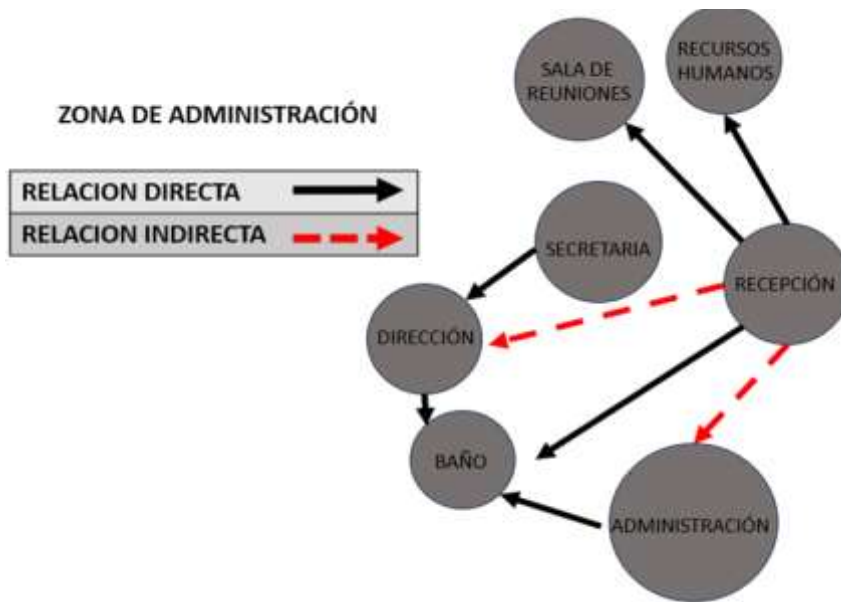 ZONA DE ADMINISTRACIÓN
RELACION DIRECTA
RELACION INDIRECTA
SALA DE
REUNIONES
RECURSOS
HUMANOS
SECRETARIA
RECEPCIÓN
DIRECCIÓN
BAÑO
ADMINISTRACIÓN